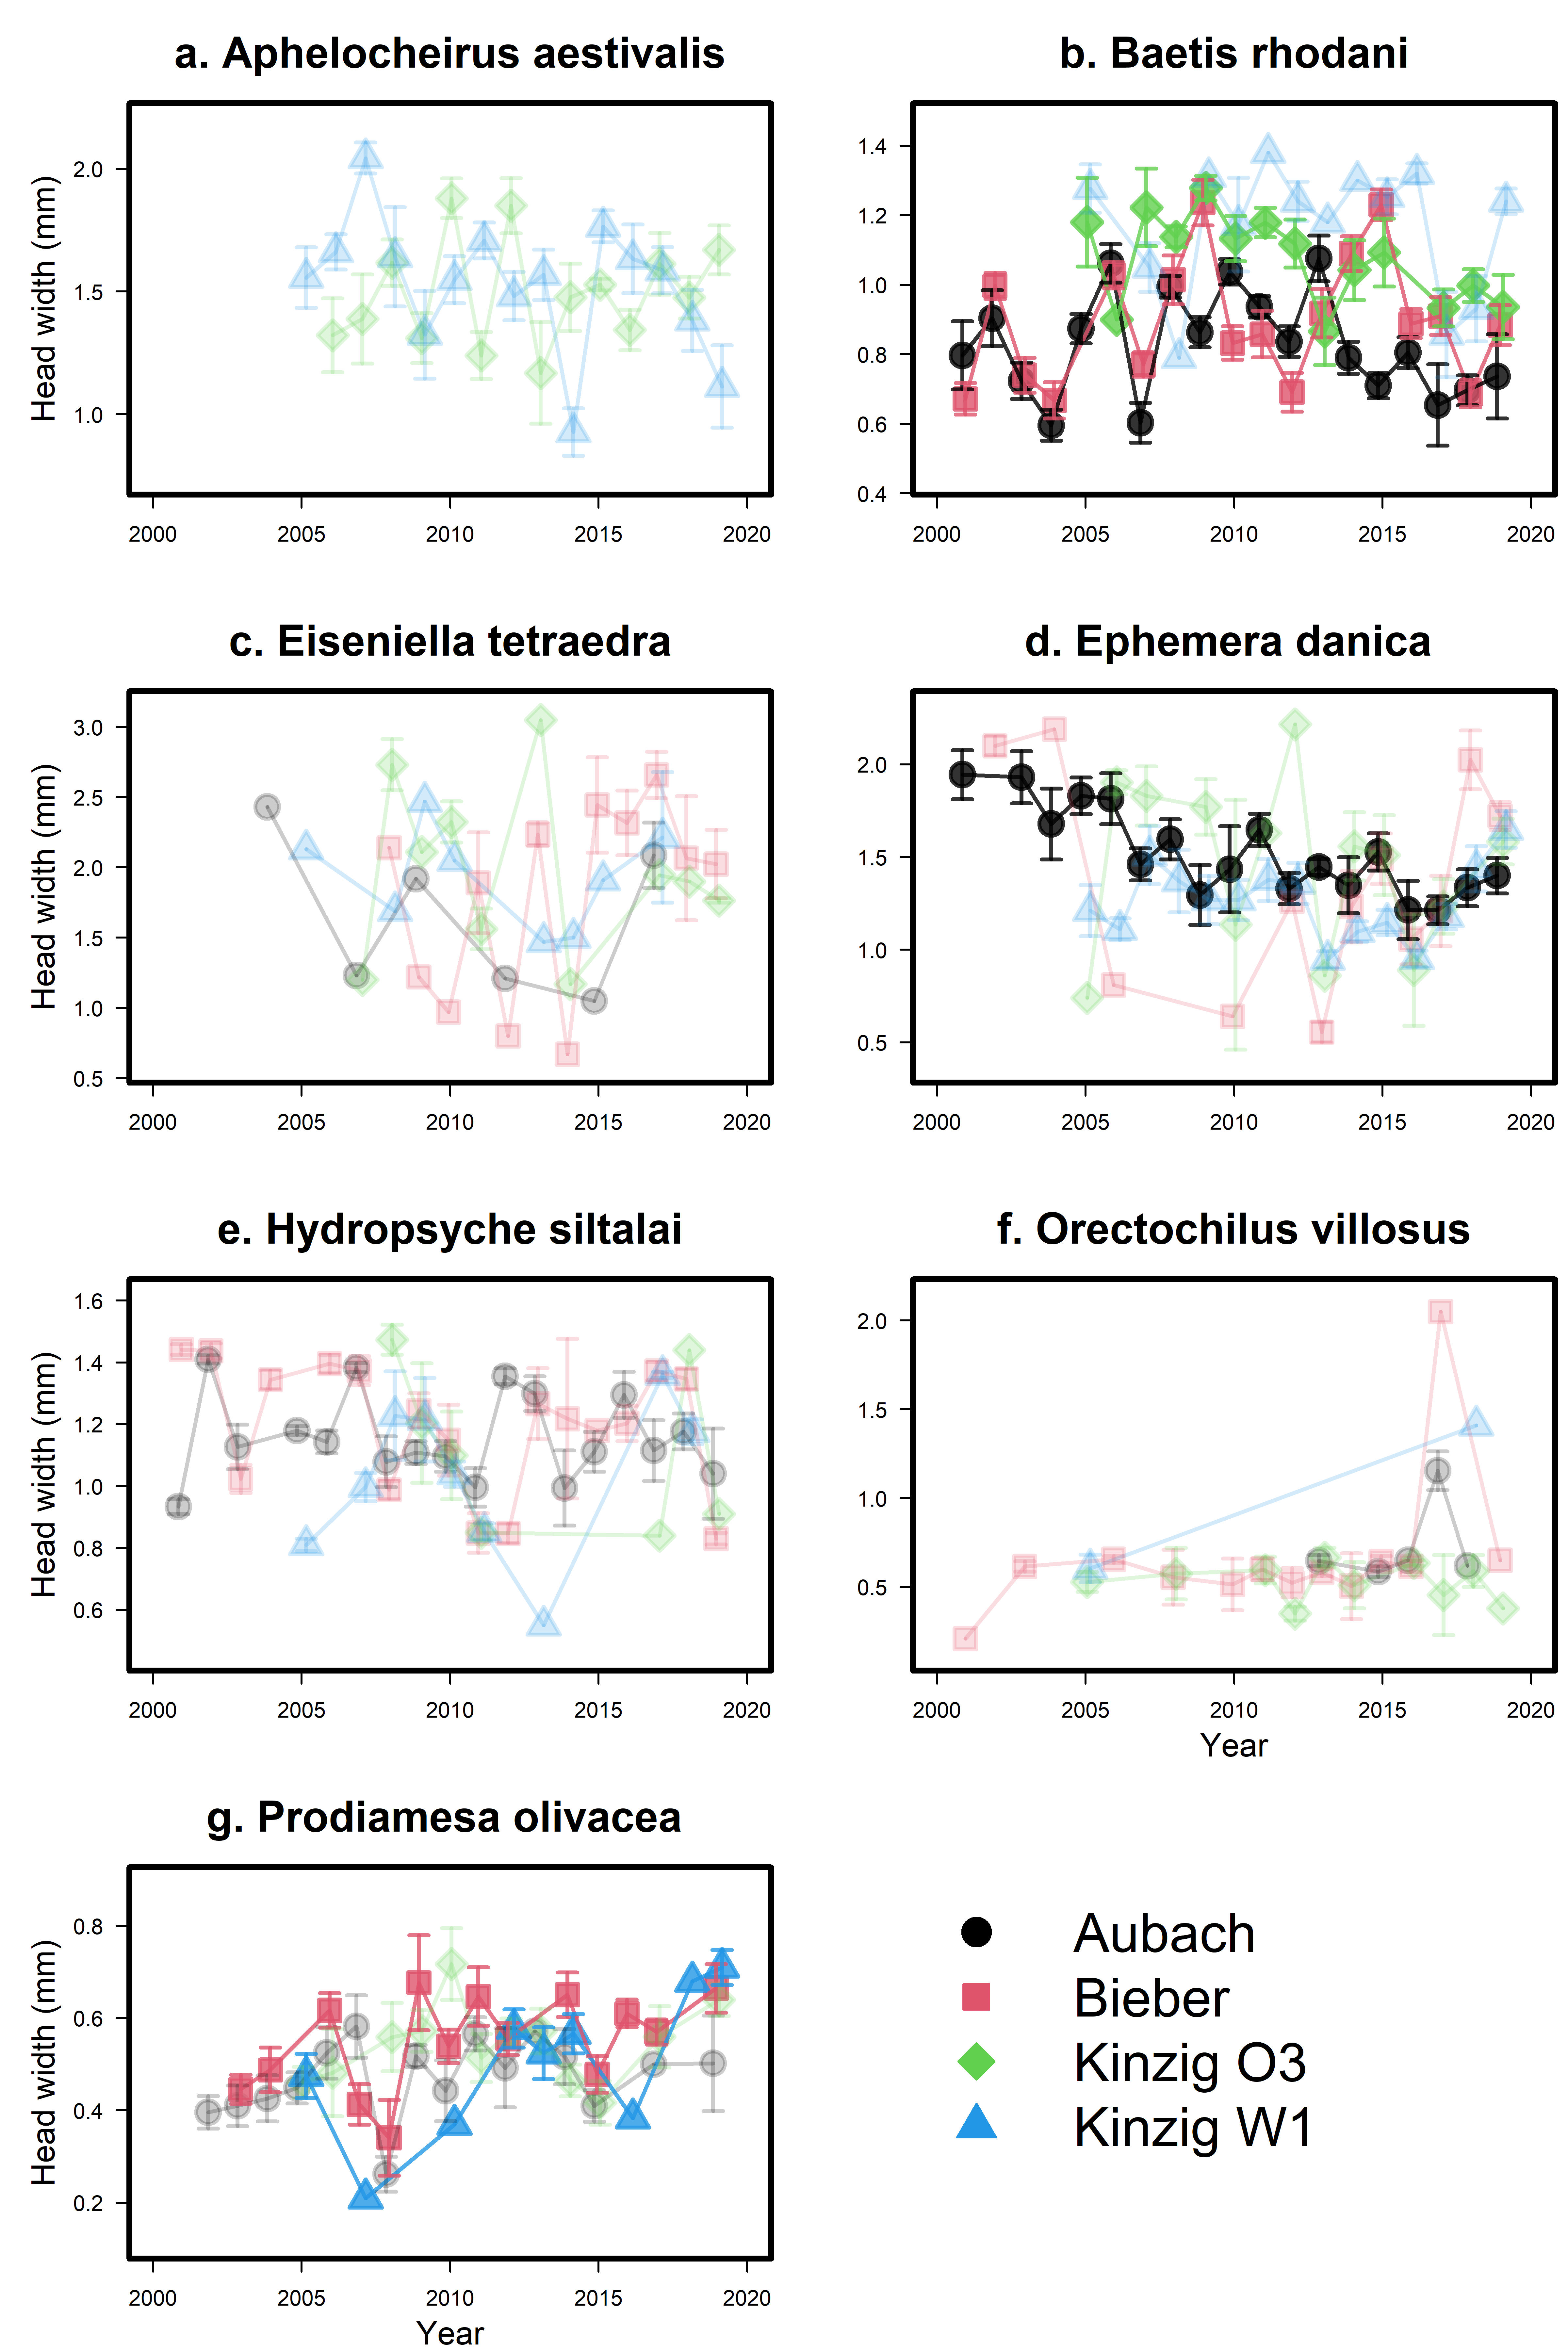 a. Aphelocheirus aestivalis
Head width (mm)
2.0
1.5
1.0
2000 2005 2010 2015 2020
b. Baetis rhodani
1.4
1.2
1.0
0.8
0.6
0.4
2000 2005 2010 2015 2020
c. Eiseniella tetraedra
Head width (mm)
3.0
2.5
2.0
1.5
1.0
0.5
2000 2005 2010 2015 2020
d. Ephemera danica
2.0
1.5
1.0
0.5
2000 2005 2010 2015 2020
e. Hydropsyche siltalai
Head width (mm)
1.6
1.4
1.2
1.0
0.8
0.6
2000 2005 2010 2015 2020
f. Orectochilus villosus
2.0
1.5
1.0
0.5
2000 2005 2010 2015 2020
Year
g. Prodiamesa olivacea
Head width (mm)
0.8
0.6
0.4
0.2
2000 2005 2010 2015 2020
Year
Aubach
Bieber
Kinzig O3
Kinzig W1